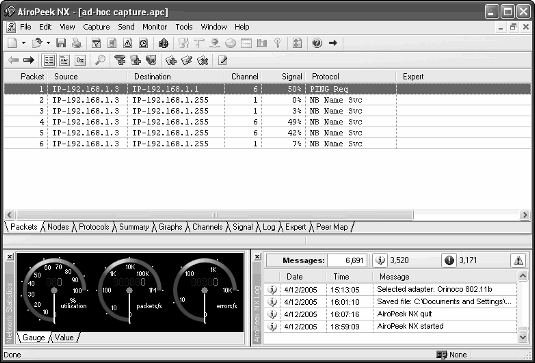 AiroPeek NX - [ad-hoc capture.apc]
File Edit View Capture Send Monitor Tools Window Help
Packet Source Destination Channel Signal Protocol Expert
1 IP-192.168.1.3 IP-192.168.1.1 6 50% PING Req
2 IP-192.168.1.3 IP-192.168.1.255 1 0% NB Name Svc
3 IP-192.168.1.3 IP-192.168.1.255 1 3% NB Name Svc
4 IP-192.168.1.3 IP-192.168.1.255 6 49% NB Name Svc
5 IP-192.168.1.3 IP-192.168.1.255 6 42% NB Name Svc
6 IP-192.168.1.3 IP-192.168.1.255 1 7% NB Name Svc
Packets Nodes Protocols Summary Graphs Channels Signal Log Expert Peer Map
Network Statistics
utilization
packets/s
errors/s
Gauge Value
AiroPeek NX Log
Messages: 6,691 3,520 3,171
Date Time Message
4/12/2005 15:13:05 Selected adapter: Orinoco 802.11b
4/12/2005 16:01:10 Saved file: C:\Documents and Settings\...
4/12/2005 16:07:16 AiroPeek NX quit
4/12/2005 18:59:09 AiroPeek NX started
Done None